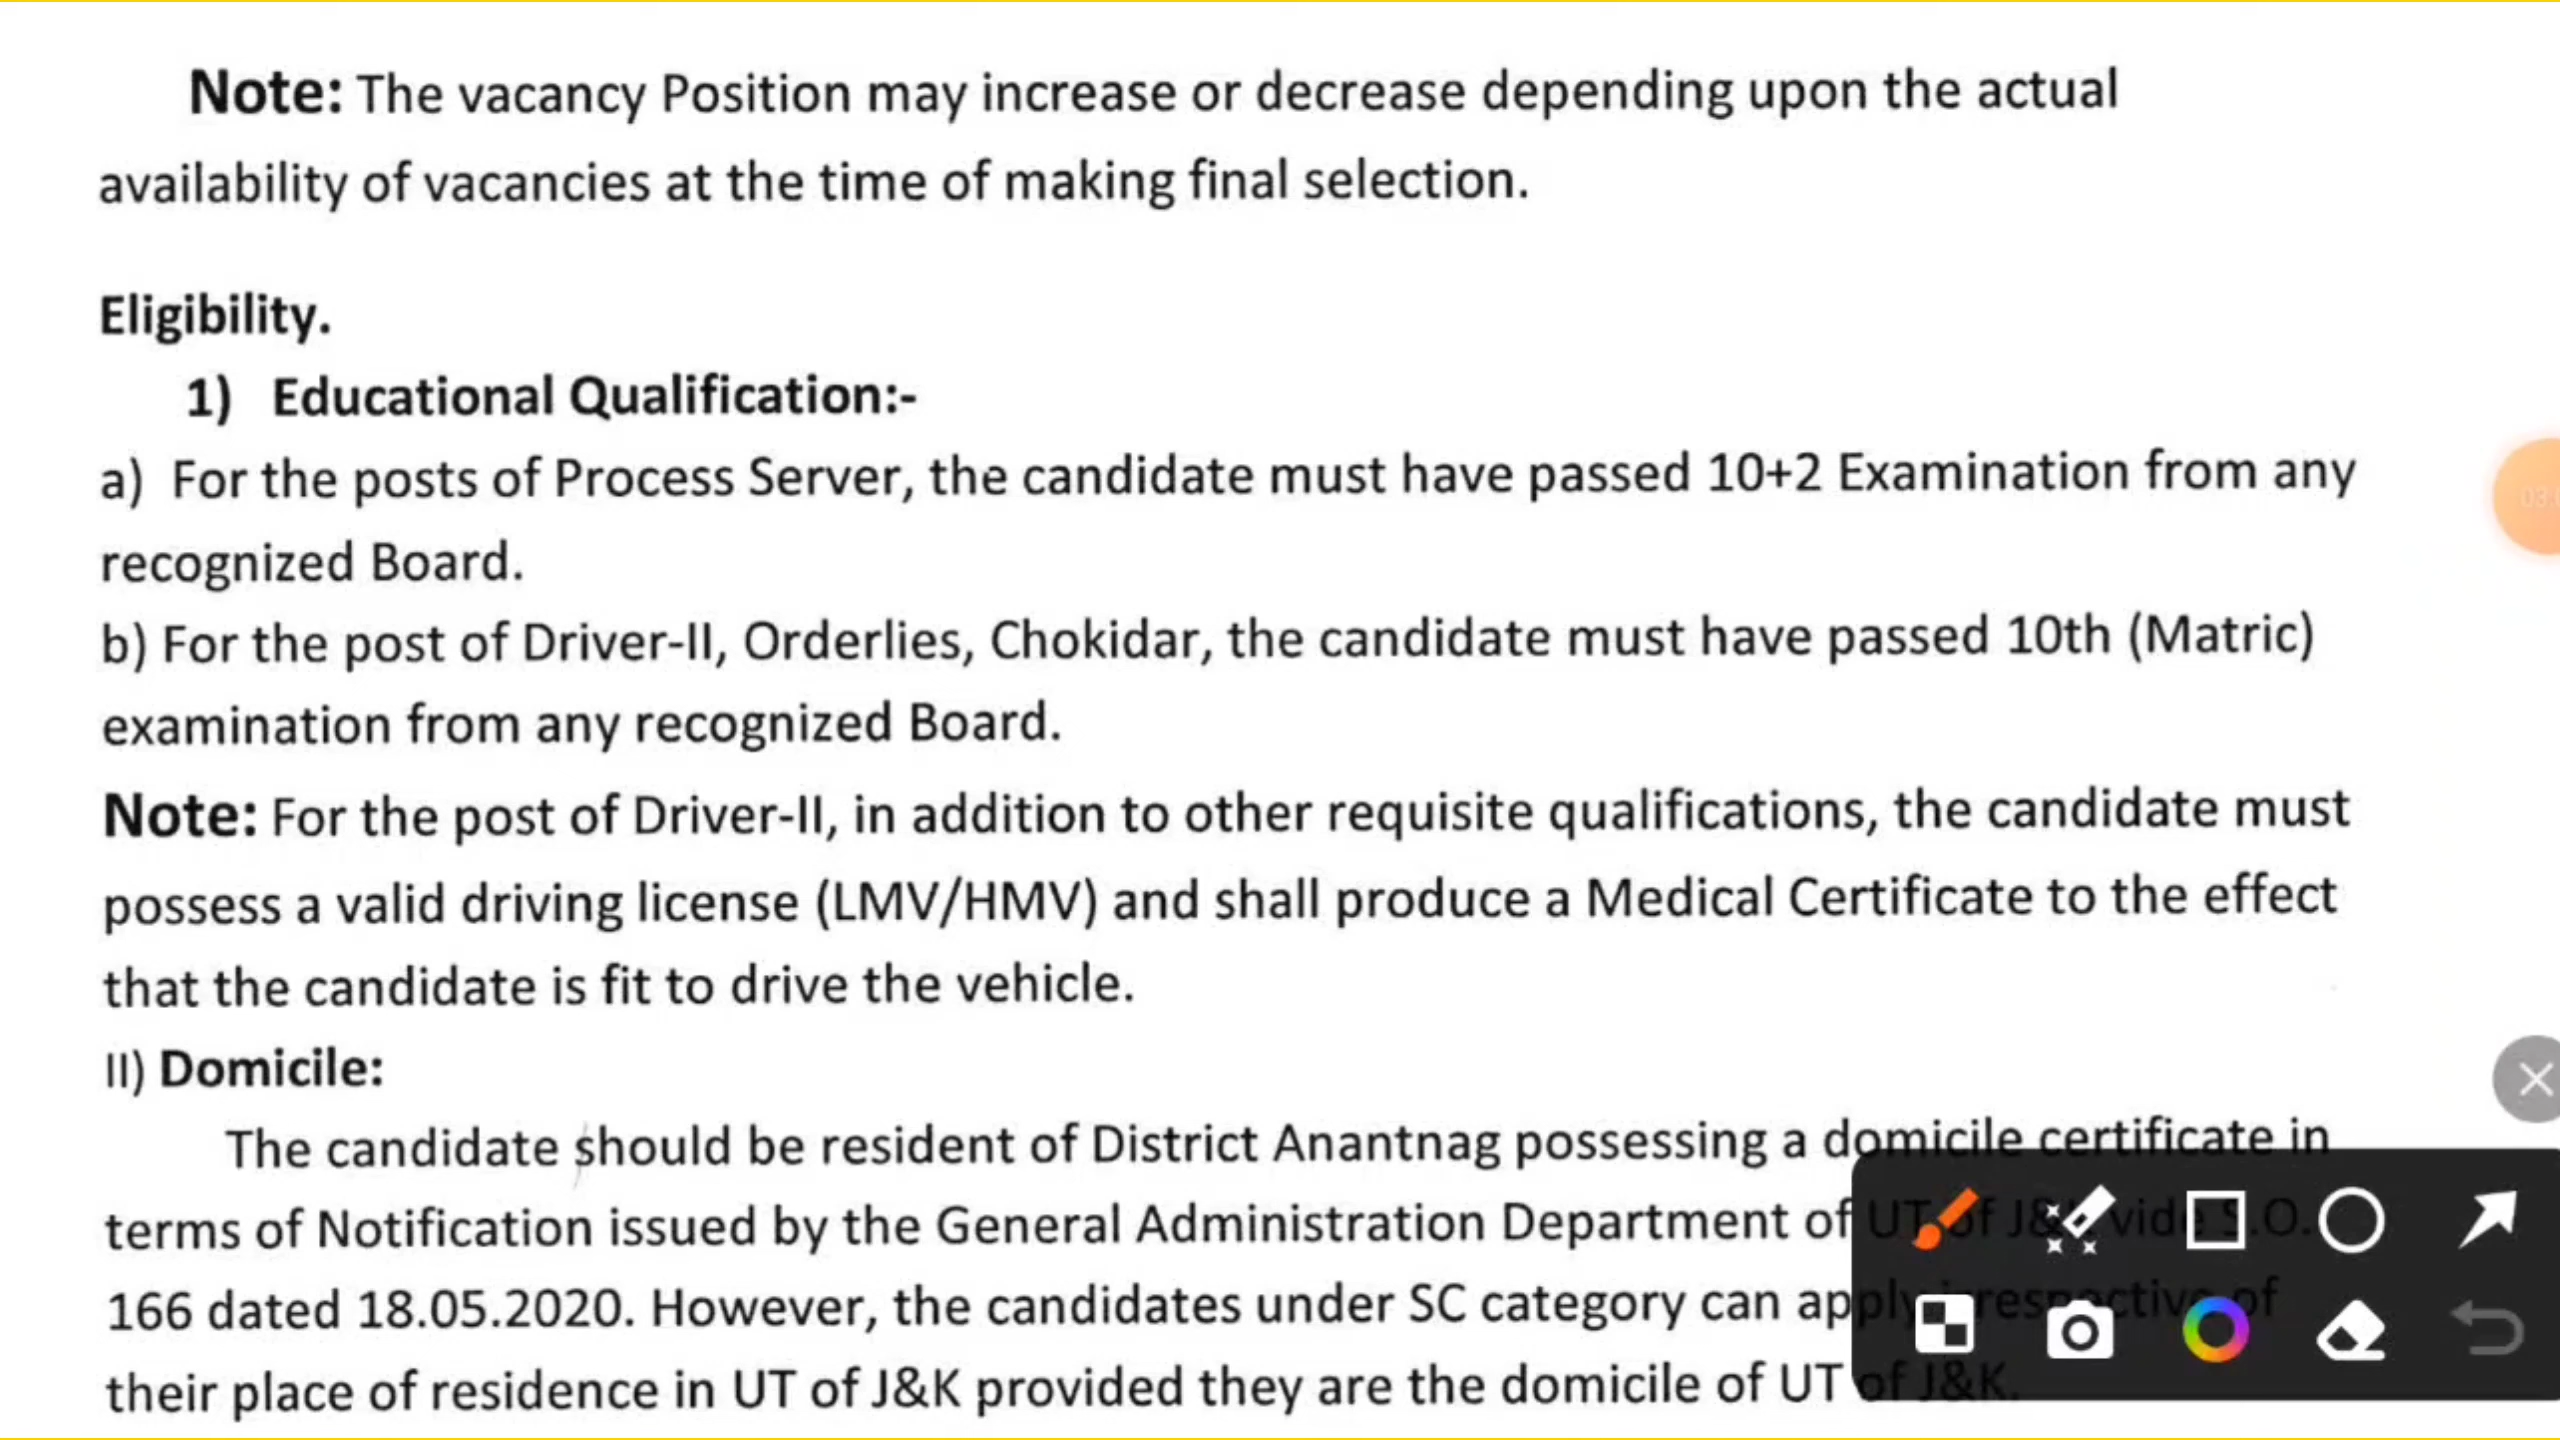 Note: The vacancy Position may increase or decrease depending upon the actual
availability of vacancies at the time of making final selection.
Eligibility.
1) Educational Qualification:-
a) For the posts of Process Server, the candidate must have passed 10+2 Examination from any
recognized Board.
b) For the post of Driver-II, Orderlies, Chokidar, the candidate must have passed 10th (Matric)
examination from any recognized Board.
Note: For the post of Driver-II, in addition to other requisite qualifications, the candidate must
possess a valid driving license (LMV/HMV) and shall produce a Medical Certificate to the effect
that the candidate is fit to drive the vehicle.
II) Domicile:
The candidate should be resident of District Anantnag possessing a domicile certificate in
terms of Notification issued by the General Administration Department of UT of J&K vide S.O.
166 dated 18.05.2020. However, the candidates under SC category can apply irrespective of
their place of residence in UT of J&K provided they are the domicile of UT of J&K.